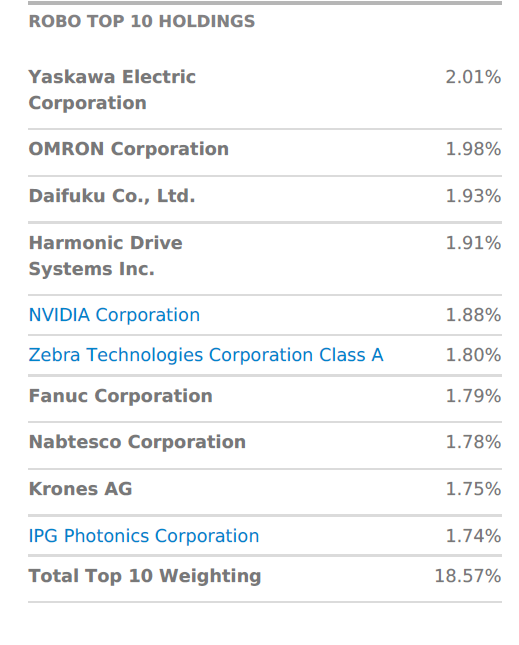 ROBO TOP 10 HOLDINGS
Yaskawa Electric 2.01%
Corporation
OMRON Corporation 1.98%
Daifuku Co., Ltd. 1.93%
Harmonic Drive 1.91%
Systems Inc.
NVIDIA Corporation 1.88%
Zebra Technologies Corporation Class A 1.80%
Fanuc Corporation 1.79%
Nabtesco Corporation 1.78%
Krones AG 1.75%
IPG Photonics Corporation 1.74%
Total Top 10 Weighting 18.57%